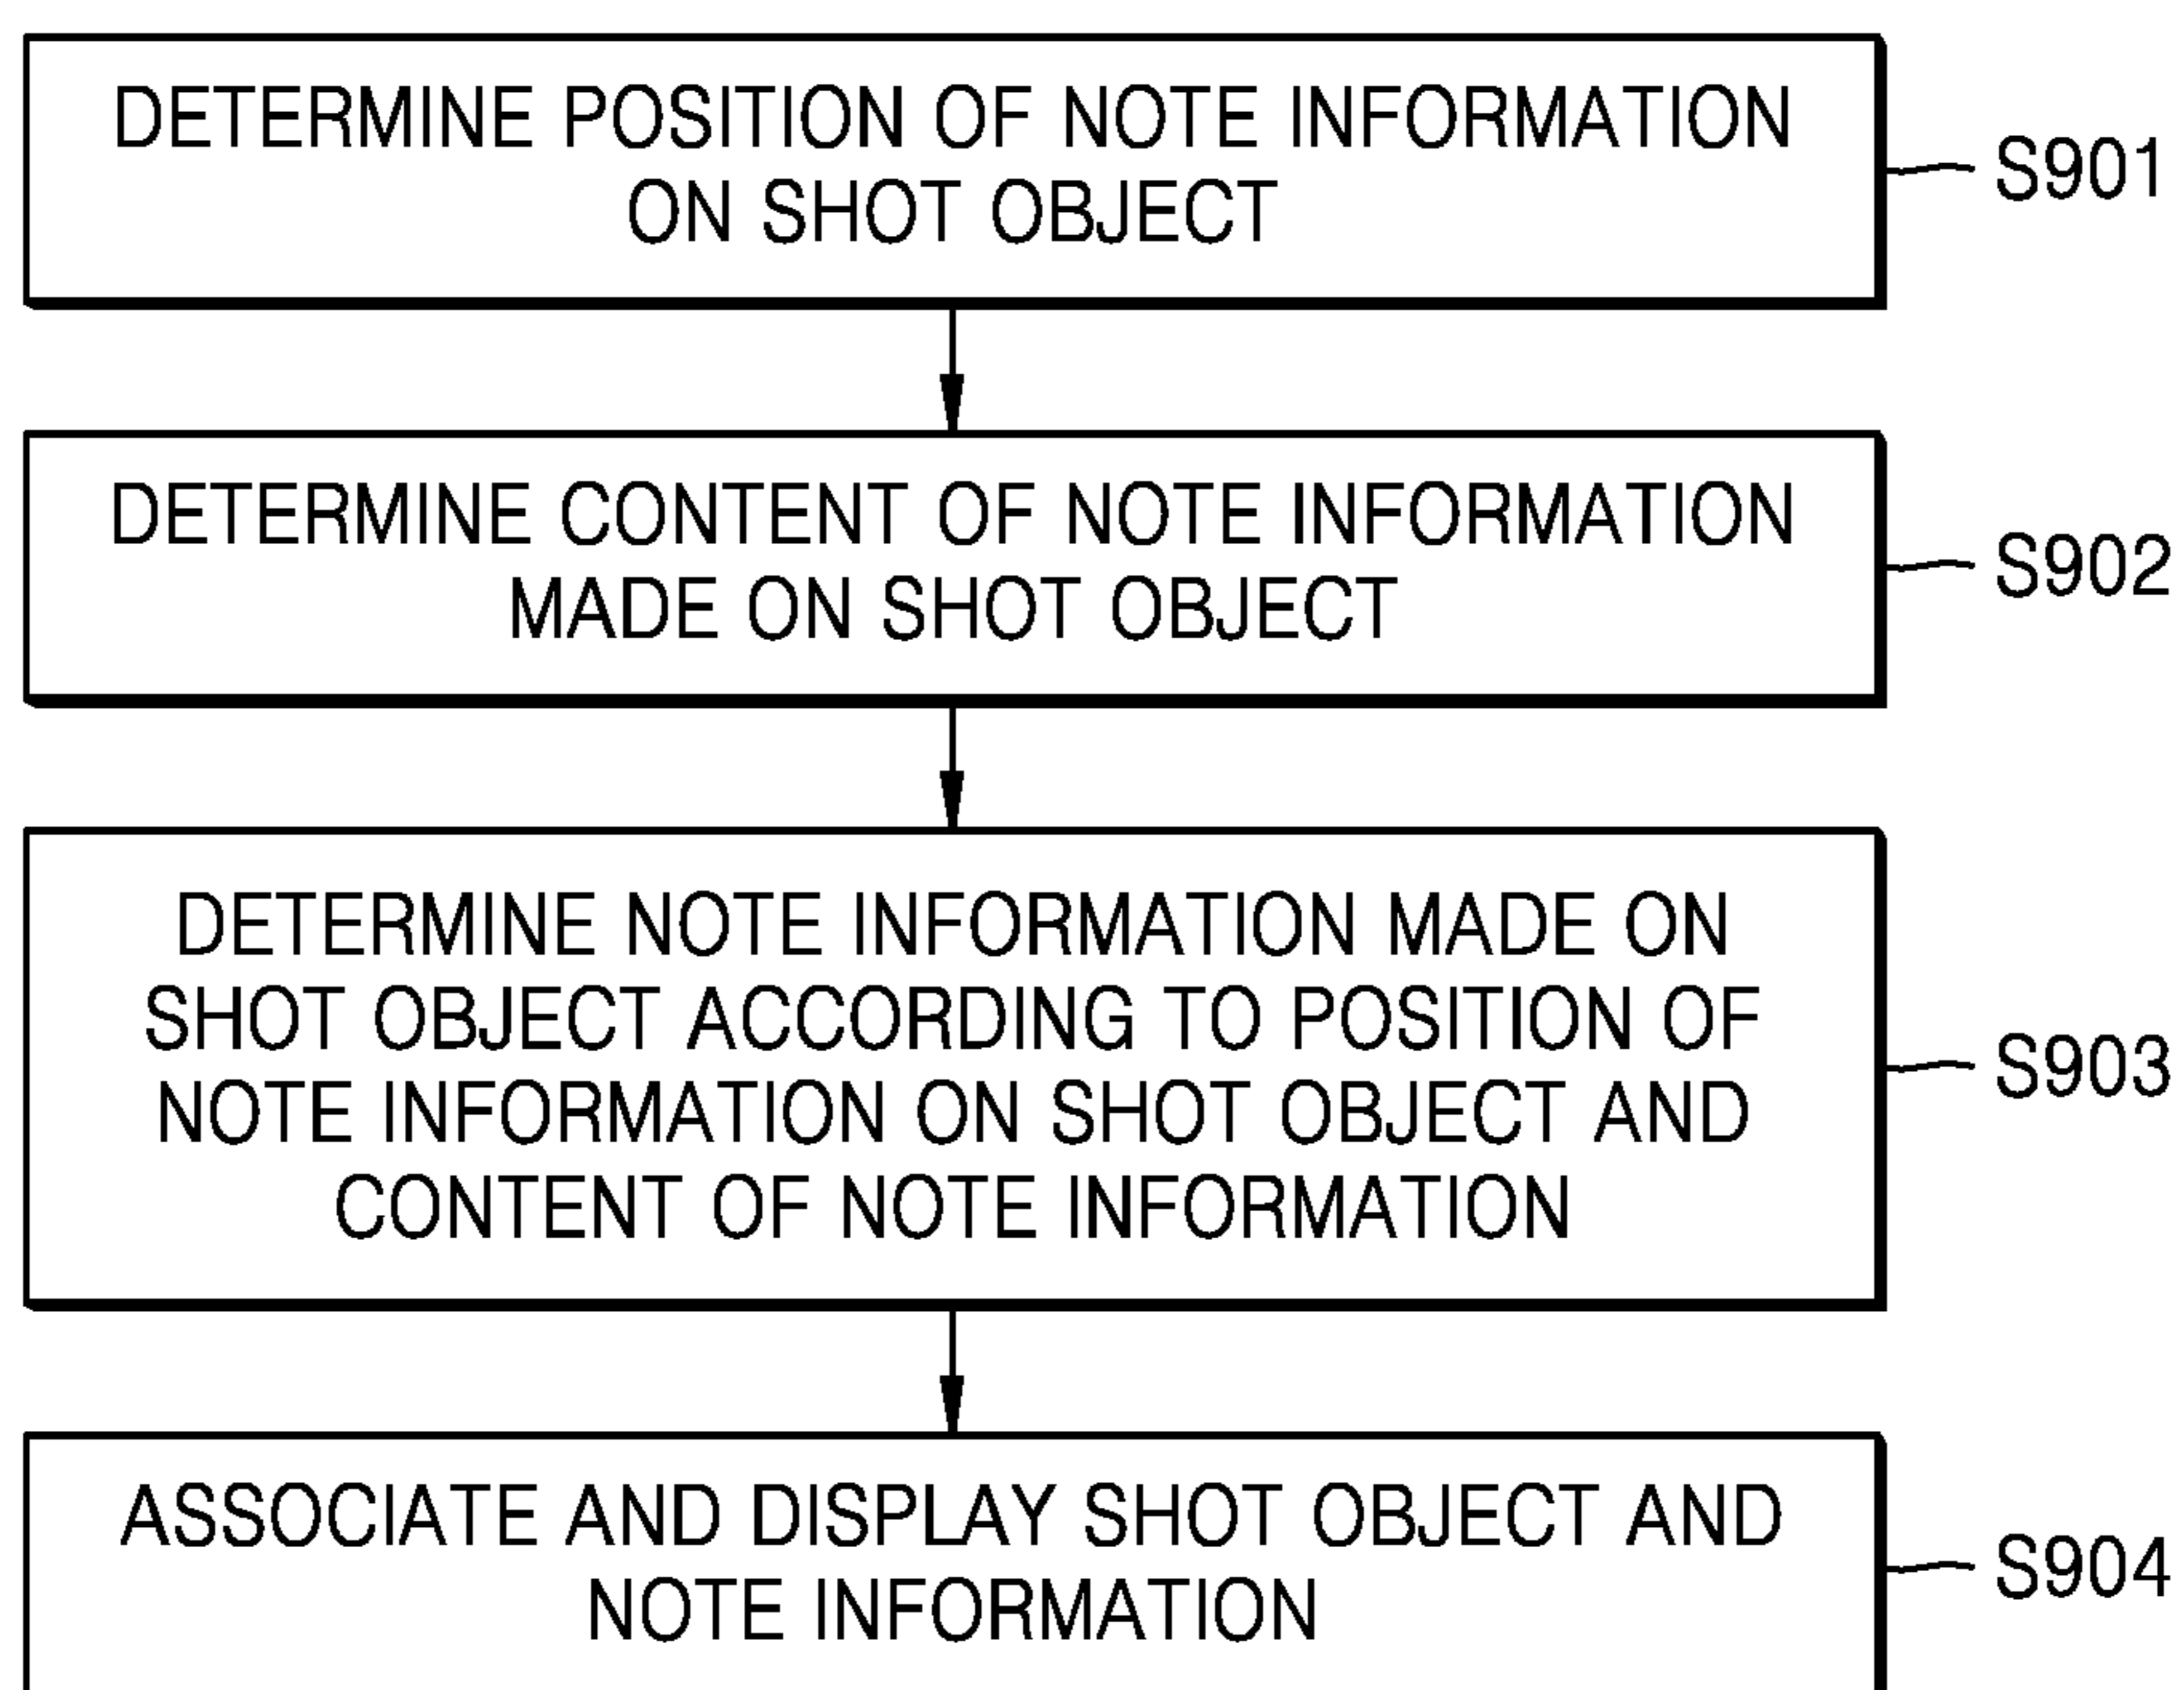 DETERMINE POSITION OF NOTE INFORMATION
ON SHOT OBJECT
S901
DETERMINE CONTENT OF NOTE INFORMATION
MADE ON SHOT OBJECT
S902
DETERMINE NOTE INFORMATION MADE ON
SHOT OBJECT ACCORDING TO POSITION OF
NOTE INFORMATION ON SHOT OBJECT AND
CONTENT OF NOTE INFORMATION
S903
ASSOCIATE AND DISPLAY SHOT OBJECT AND
NOTE INFORMATION
S904